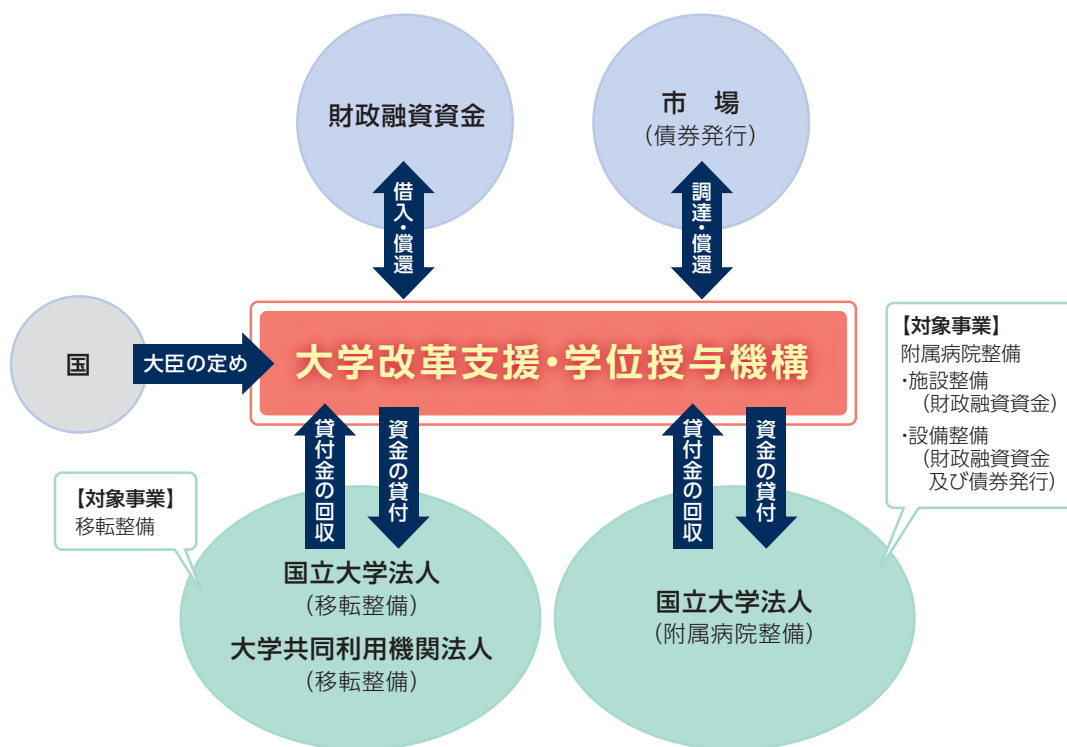 財政融資資金
市　場
（債券発行）
借入・償還
調達・償還
国
大臣の定め
大学改革支援・学位授与機構
【対象事業】
附属病院整備
・施設整備
（財政融資資金）
・設備整備
（財政融資資金
及び債券発行）
貸付金の回収
資金の貸付
貸付金の回収
資金の貸付
【対象事業】
移転整備
国立大学法人
（移転整備）
大学共同利用機関法人
（移転整備）
国立大学法人
（附属病院整備）